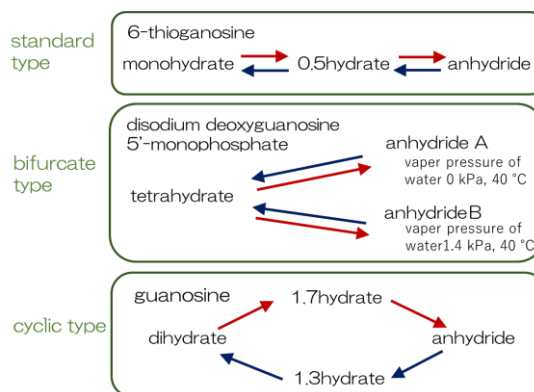 standard
type
6-thioganosine
monohydrate 0.5hydrate anhydride
bifurcate
type
disodium deoxyguanosine
5'-monophosphate
tetrahydrate
anhydride A
vaper pressure of
water 0 kPa, 40 °C
anhydride B
vaper pressure of
water1.4 kPa, 40 °C
cyclic type
guanosine
1.7hydrate
dihydrate
anhydride
1.3hydrate